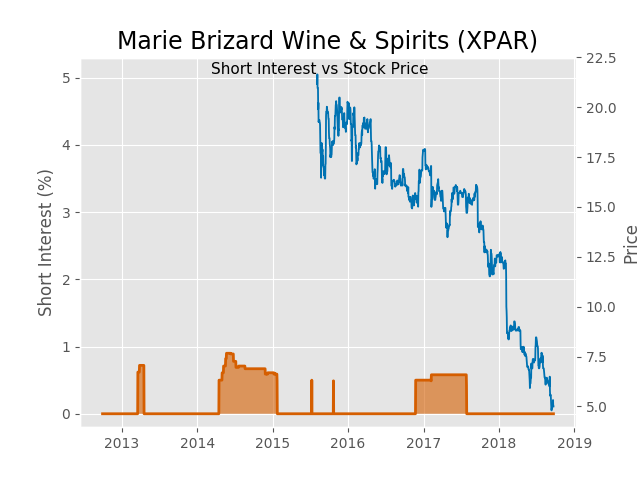 Marie Brizard Wine & Spirits (XPAR)
Short Interest vs Stock Price
Short Interest (%)
5
4
3
2
1
0
22.5
20.0
17.5
15.0
12.5
10.0
7.5
5.0
Price
2013 2014 2015 2016 2017 2018 2019